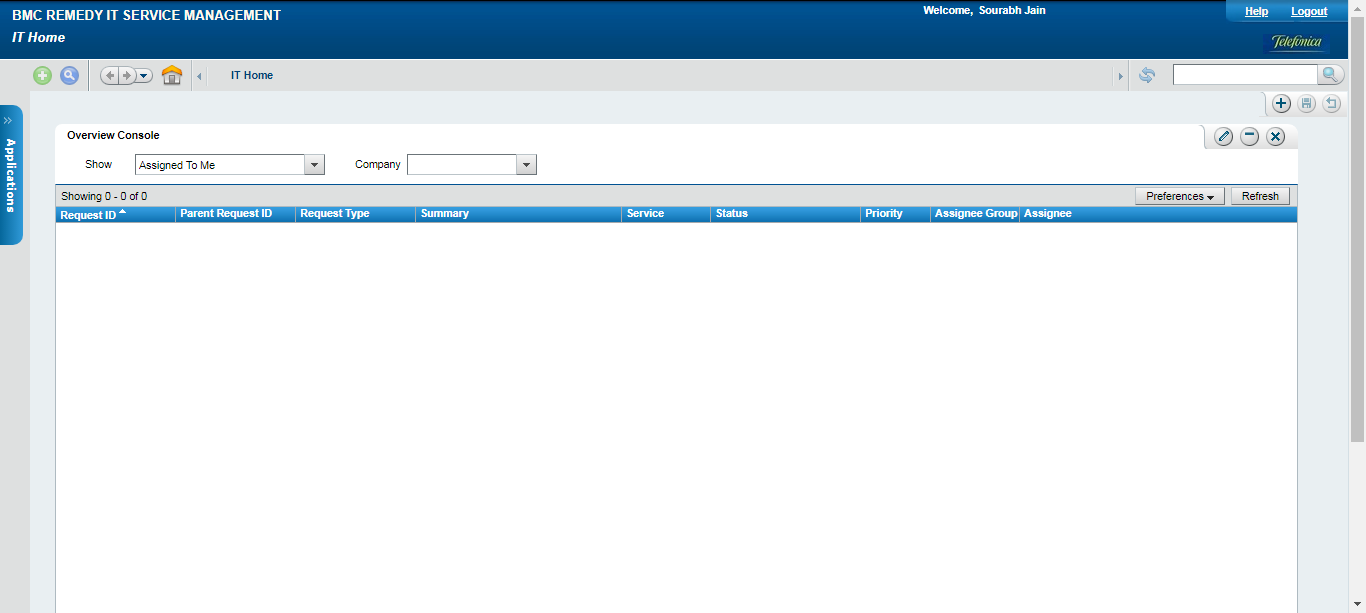 BMC REMEDY IT SERVICE MANAGEMENT
Welcome, Sourabh Jain
Help
Logout
IT Home
Telefónica
IT Home
Applications
Overview Console
Show
Assigned To Me
Company
Showing 0 - 0 of 0
Preferences
Refresh
Request ID
Parent Request ID
Request Type
Summary
Service
Status
Priority
Assignee Group
Assignee